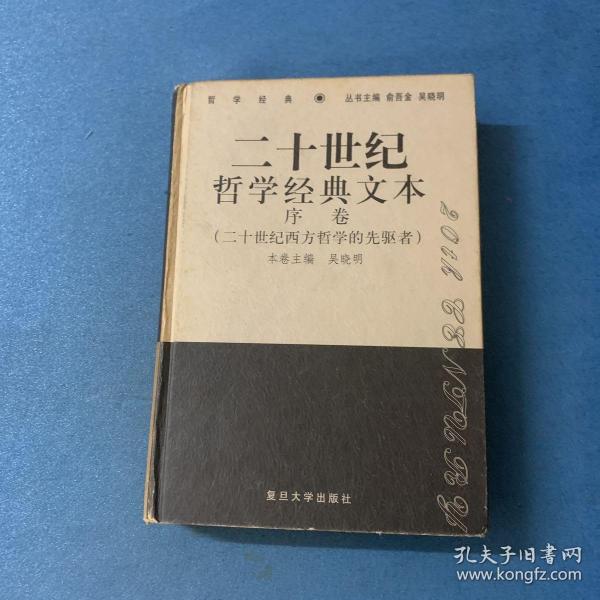 哲学经典 丛书主编 俞吾金 吴晓明
二十世纪
哲学经典文本
序 卷
(二十世纪西方哲学的先驱者)
本卷主编 吴晓明
20th CENTURY
复旦大学出版社
孔夫子旧书网
www.kongfz.com